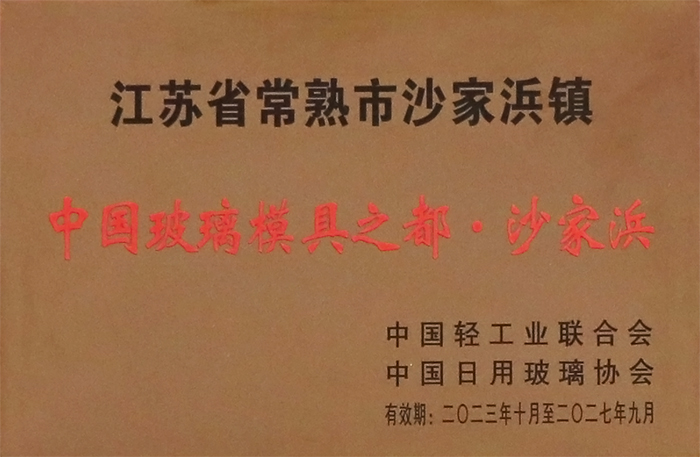 江苏省常熟市沙家浜镇
中国玻璃模具之都·沙家浜
中国轻工业联合会
中国日用玻璃协会
有效期：二〇二三年十月至二〇二七年九月